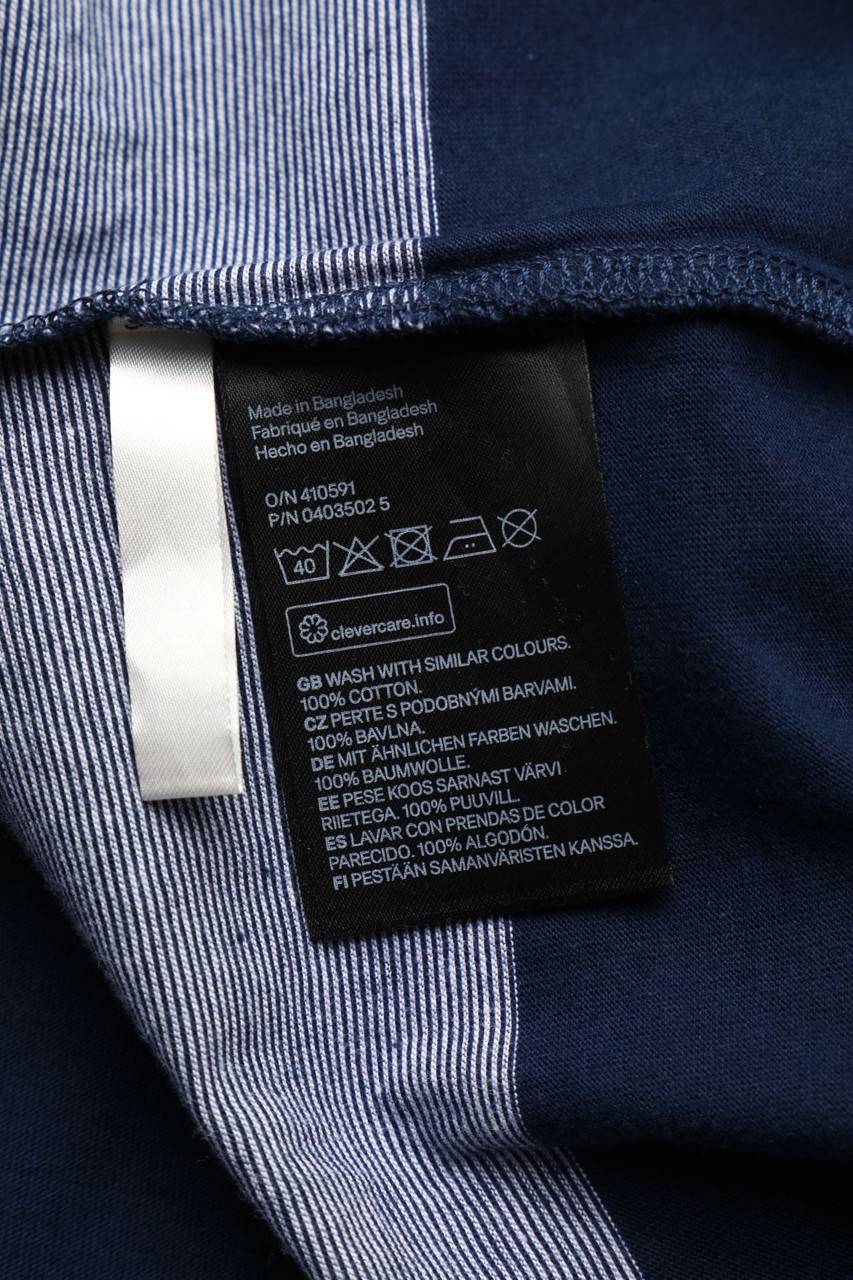 Made in Bangladesh
Fabriqué en Bangladesh
Hecho en Bangladesh
O/N 410591
P/N 0403502 5
40
clevercare.info
GB WASH WITH SIMILAR COLOURS.
100% COTTON.
CZ PERTE S PODOBNÝMI BARVAMI.
100% BAVLNA.
DE MIT ÄHNLICHEN FARBEN WASCHEN.
100% BAUMWOLLE.
EE PESE KOOS SARNAST VÄRVI
RIIETEGA. 100% PUUVILL.
ES LAVAR CON PRENDAS DE COLOR
PARECIDO. 100% ALGODÓN.
FI PESTÄÄN SAMANVÄRISTEN KANSSA.